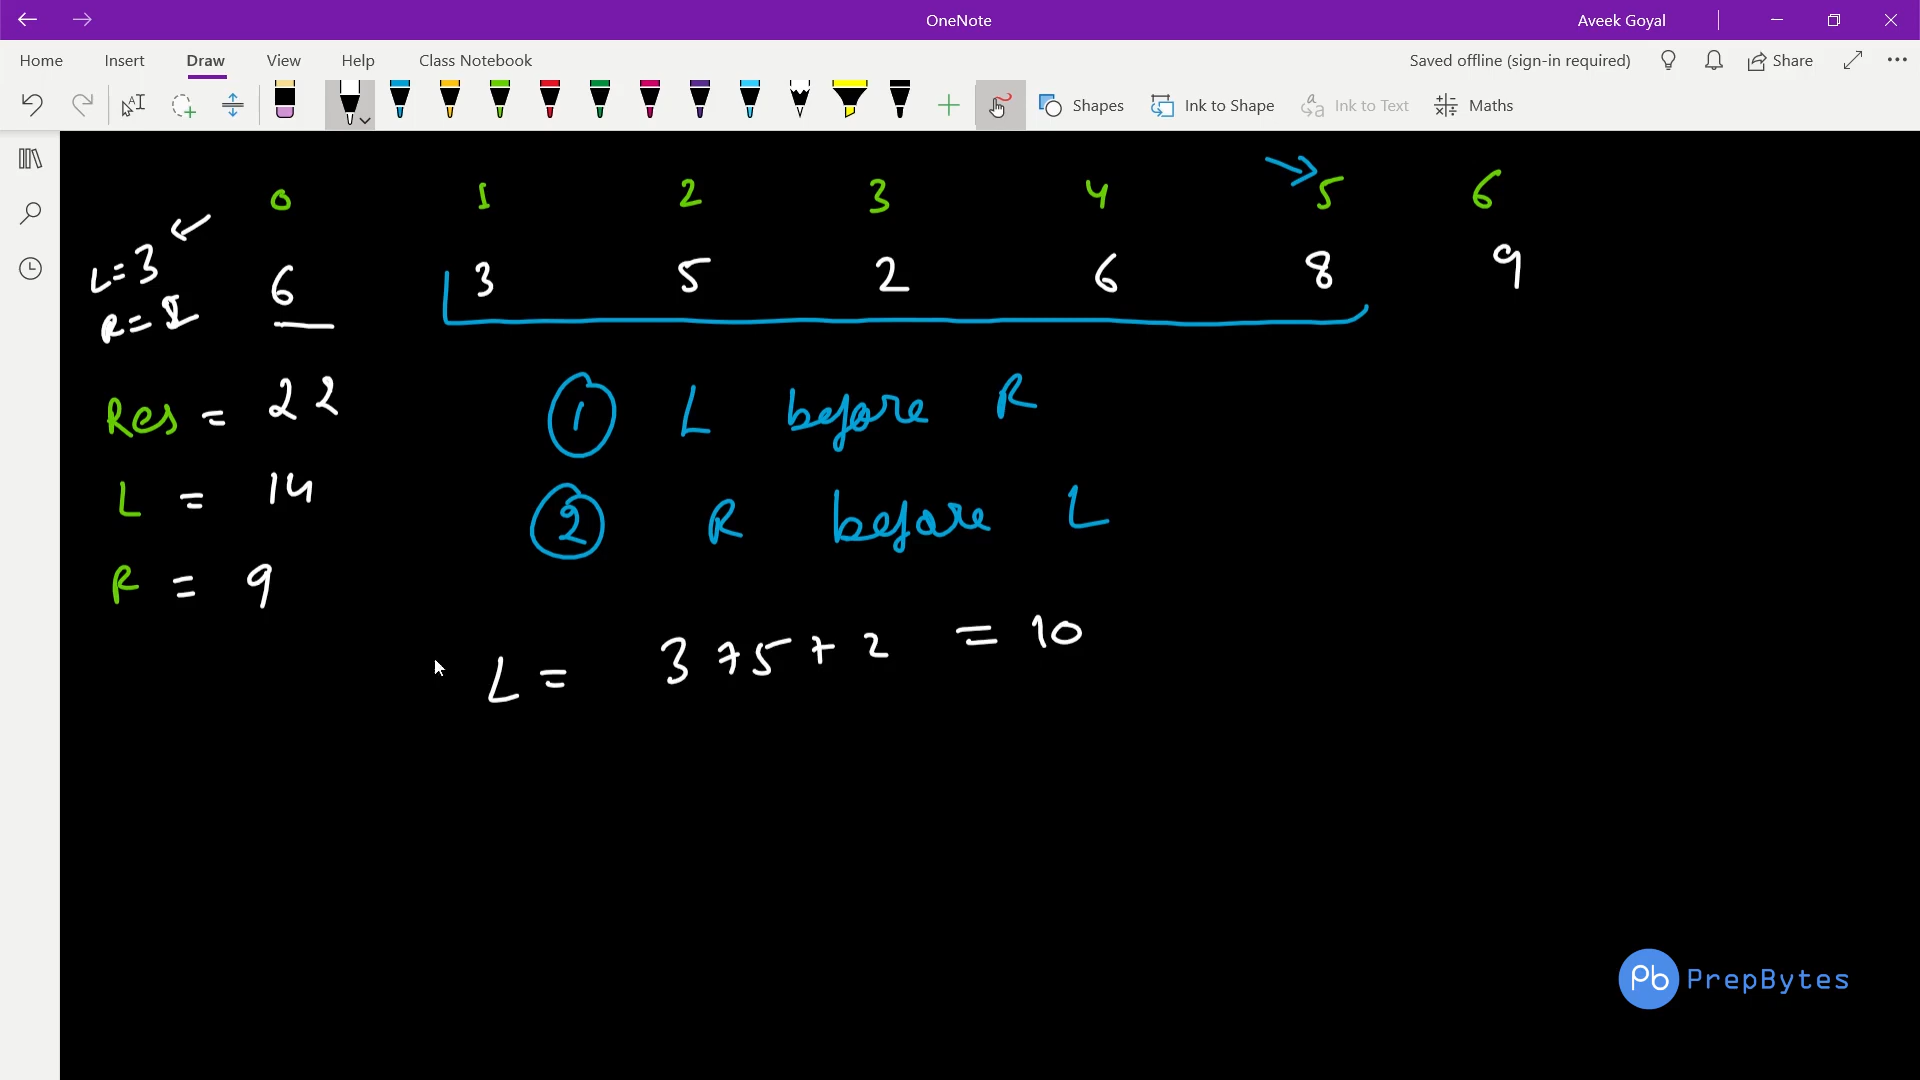 OneNote
Aveek Goyal
Home Insert Draw View Help Class Notebook
Saved offline (sign-in required) Share
Shapes Ink to Shape Ink to Text Maths
0 1 2 3 4 5 6
L=3
6 3 5 2 6 8 9
R=
Res = 22
① L before R
L = 14
② R before L
R = 9
L = 3+5+2 = 10
Pb PrepBytes